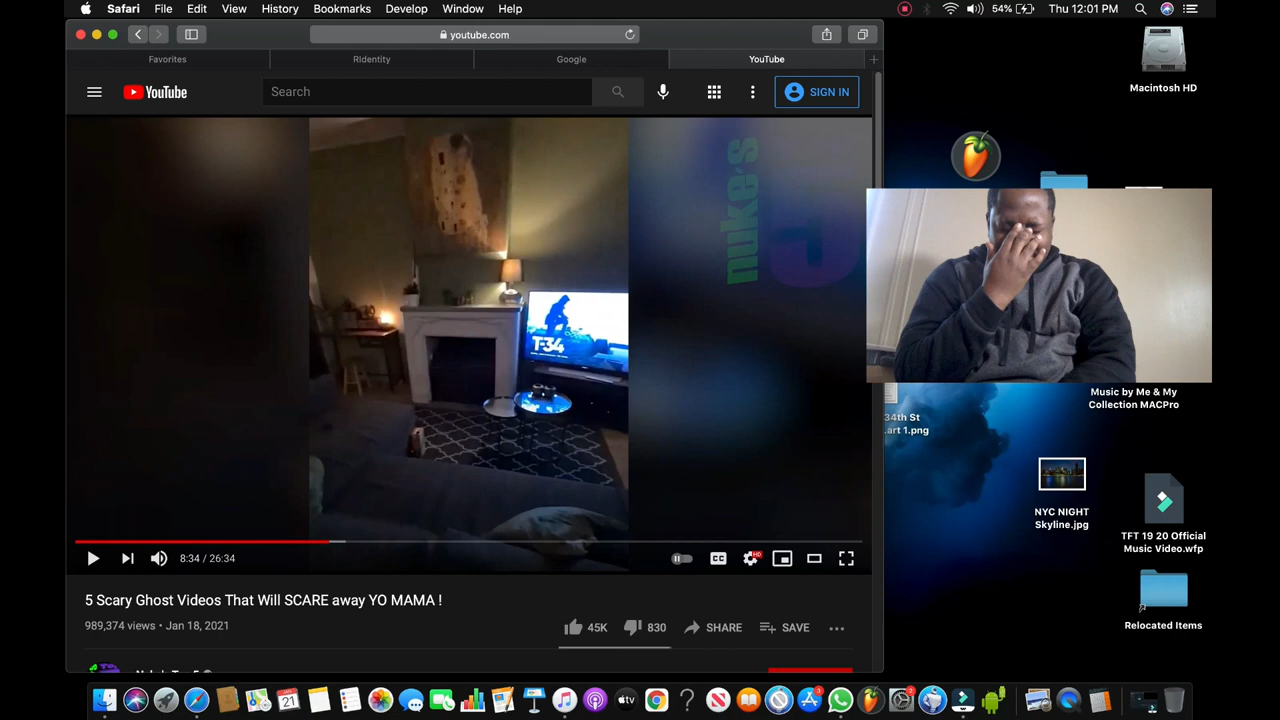 Safari File Edit View History Bookmarks Develop Window Help 54% Thu 12:01 PM
youtube.com
Favorites RIdentity Google YouTube
YouTube Search SIGN IN
Macintosh HD
nuke's
T-34
Music by Me & My
Collection MACPro
34th St
.art 1.png
NYC NIGHT
Skyline.jpg
TFT 19 20 Official
Music Video.wfp
8:34 / 26:34 CC HD
5 Scary Ghost Videos That Will SCARE away YO MAMA !
989,374 views • Jan 18, 2021 45K 830 SHARE SAVE
Relocated Items